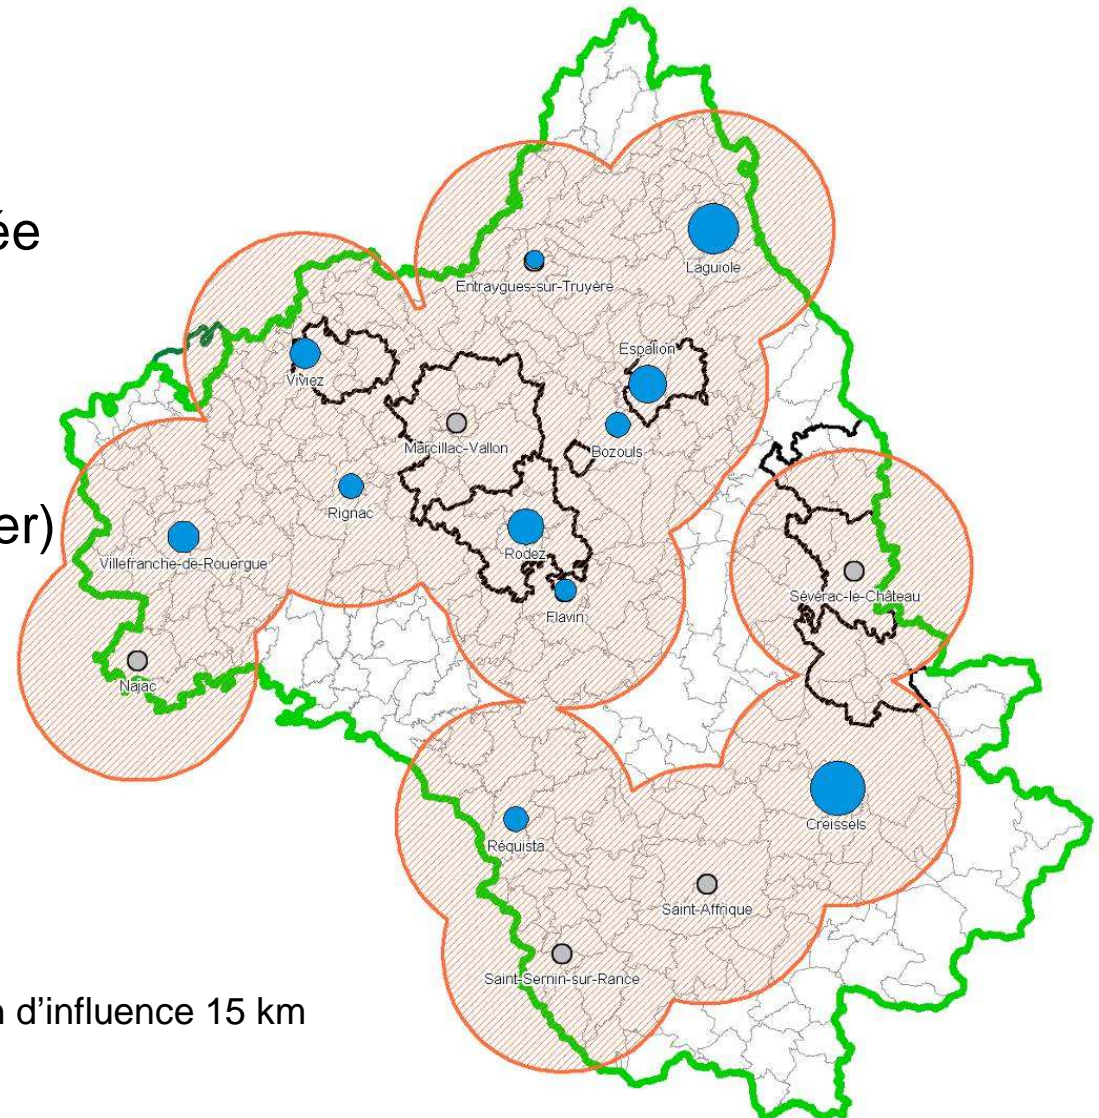 ée
Laguiole
Entraygues-sur-Truyère
Espalion
Viviez
Marcillac-Vallon
Bozouls
Rignac
er)
Rodez
Villefranche-de-Rouergue
Séverac-le-Château
Flavin
Najac
Creissels
Réquista
Saint-Affrique
Saint-Sernin-sur-Rance
n d’influence 15 km